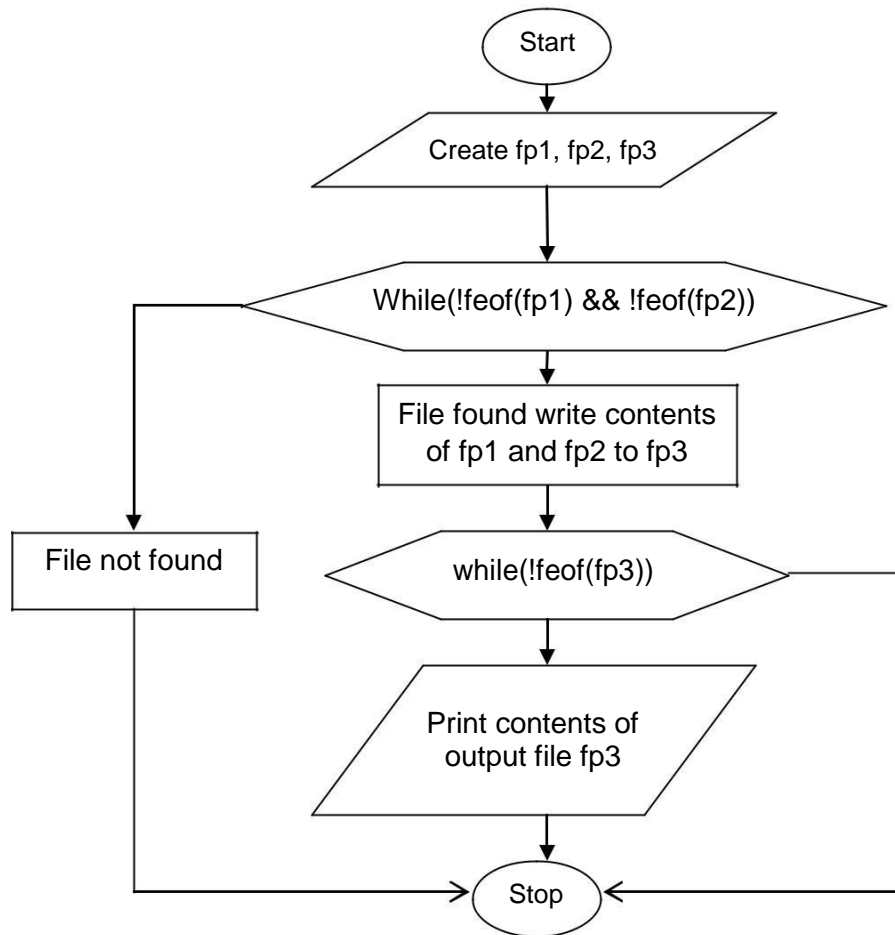 Start
Create fp1, fp2, fp3
While(!feof(fp1) && !feof(fp2))
File found write contents
of fp1 and fp2 to fp3
File not found
while(!feof(fp3))
Print contents of
output file fp3
Stop